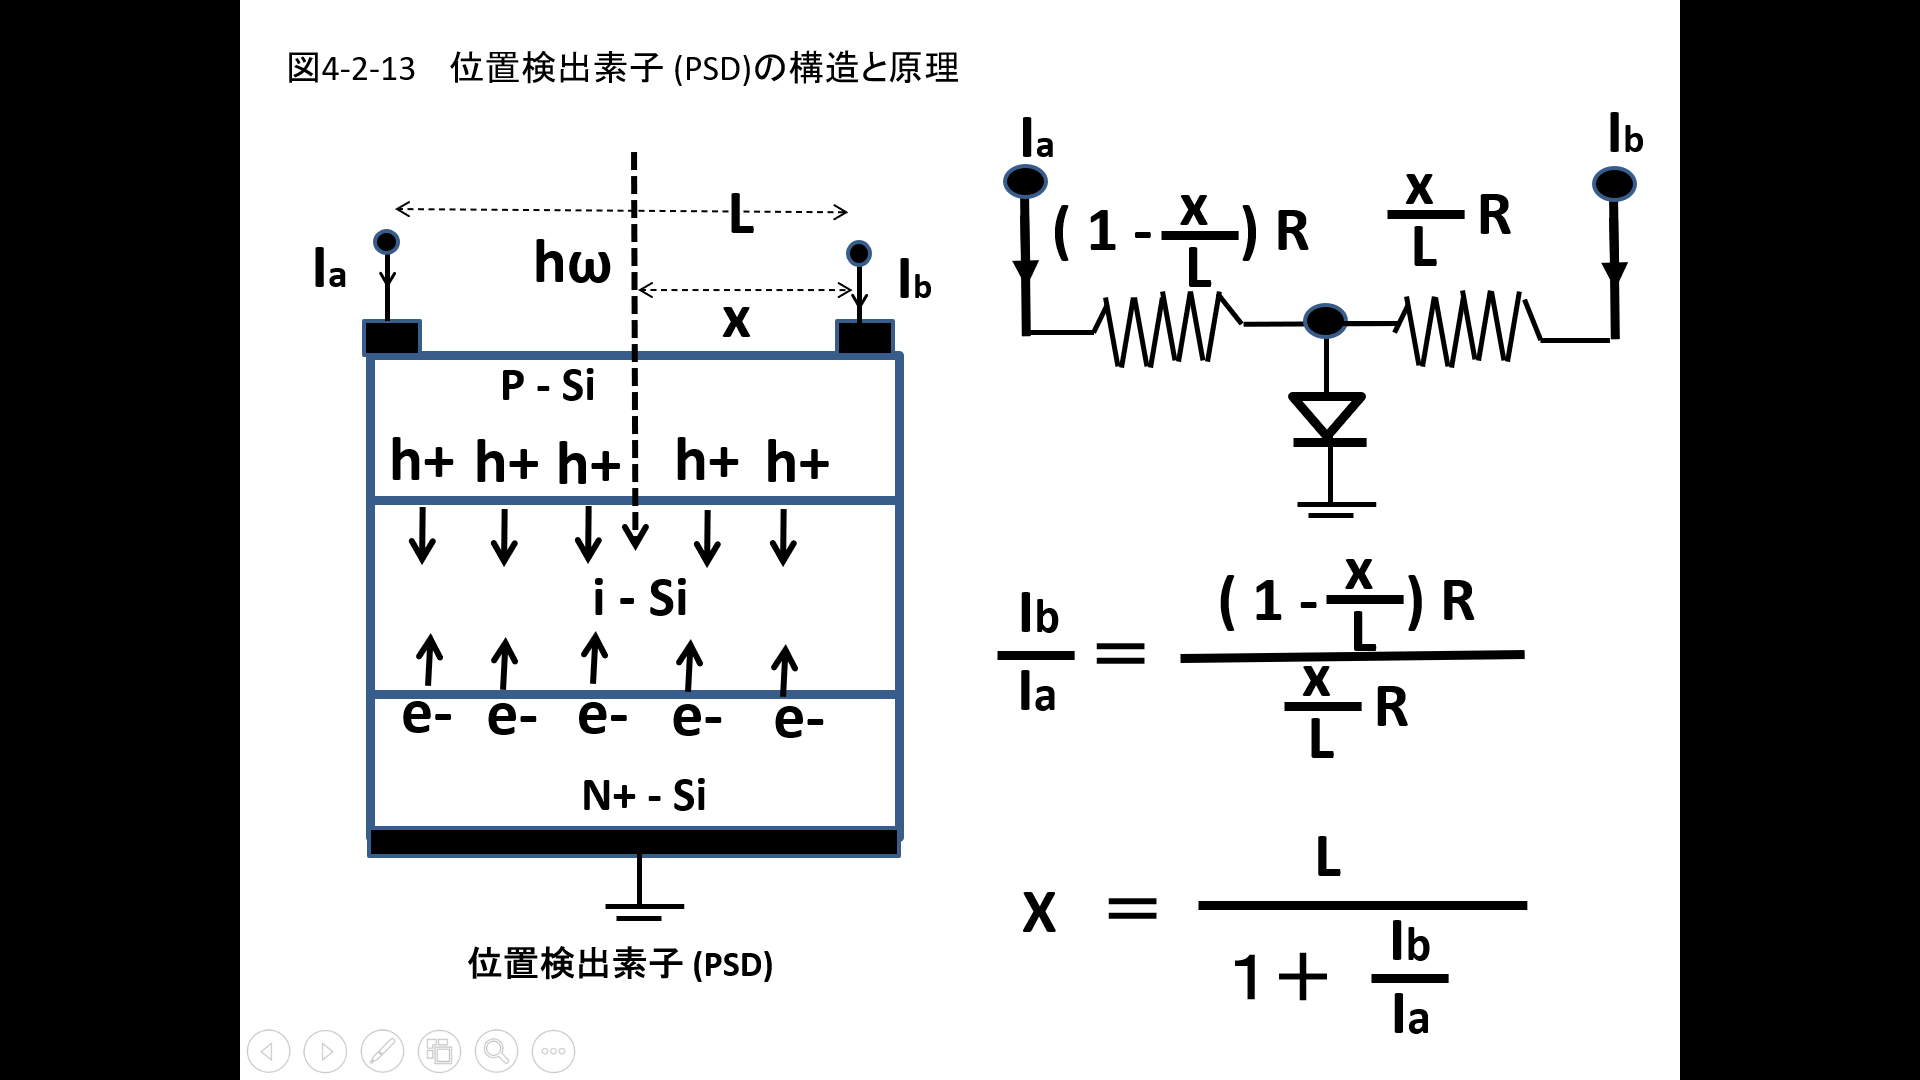 図4-2-13 位置検出素子 (PSD)の構造と原理
L
Ia
hω
Ib
x
P - Si
h+ h+ h+ h+ h+
i - Si
e- e- e- e- e-
N+ - Si
位置検出素子 (PSD)
Ia
Ib
( 1 - x/L ) R
x/L R
Ib/Ia = ( 1 - x/L ) R / x/L R
x = L / 1+ Ib/Ia